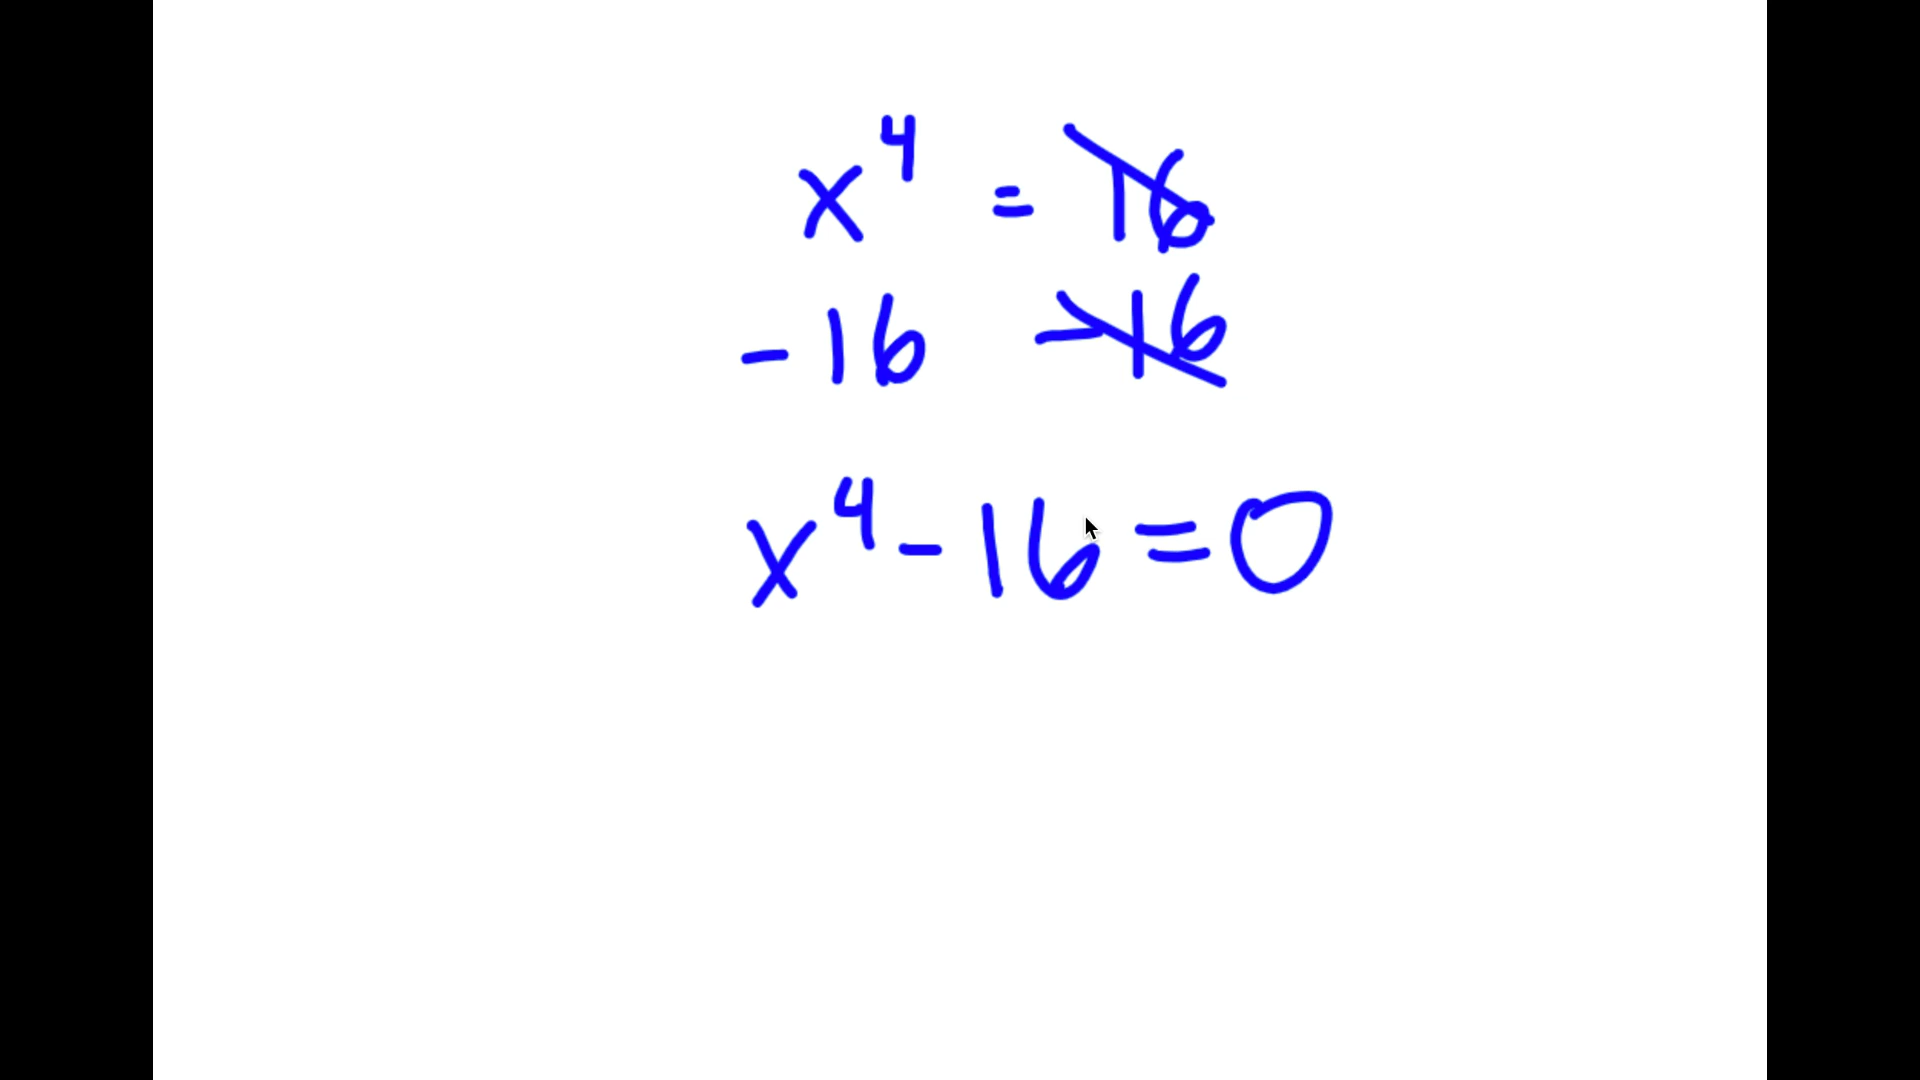 x⁴ = 16
-16 -16
x⁴ - 16 = 0